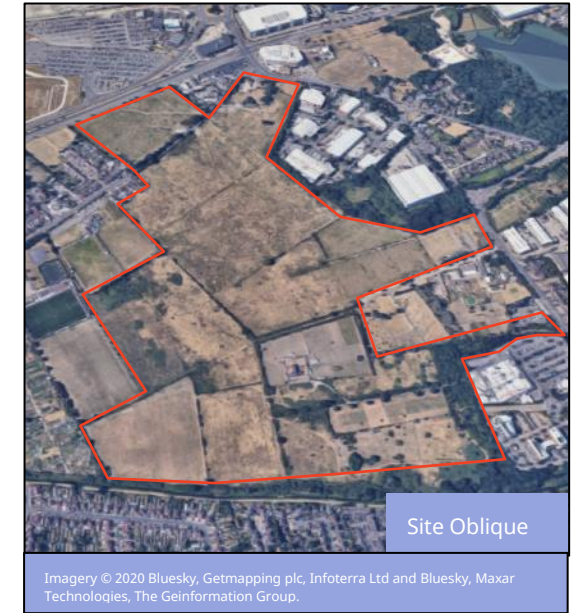 Site Oblique
Imagery © 2020 Bluesky, Getmapping plc, Infoterra Ltd and Bluesky, Maxar
Technologies, The Geinformation Group.